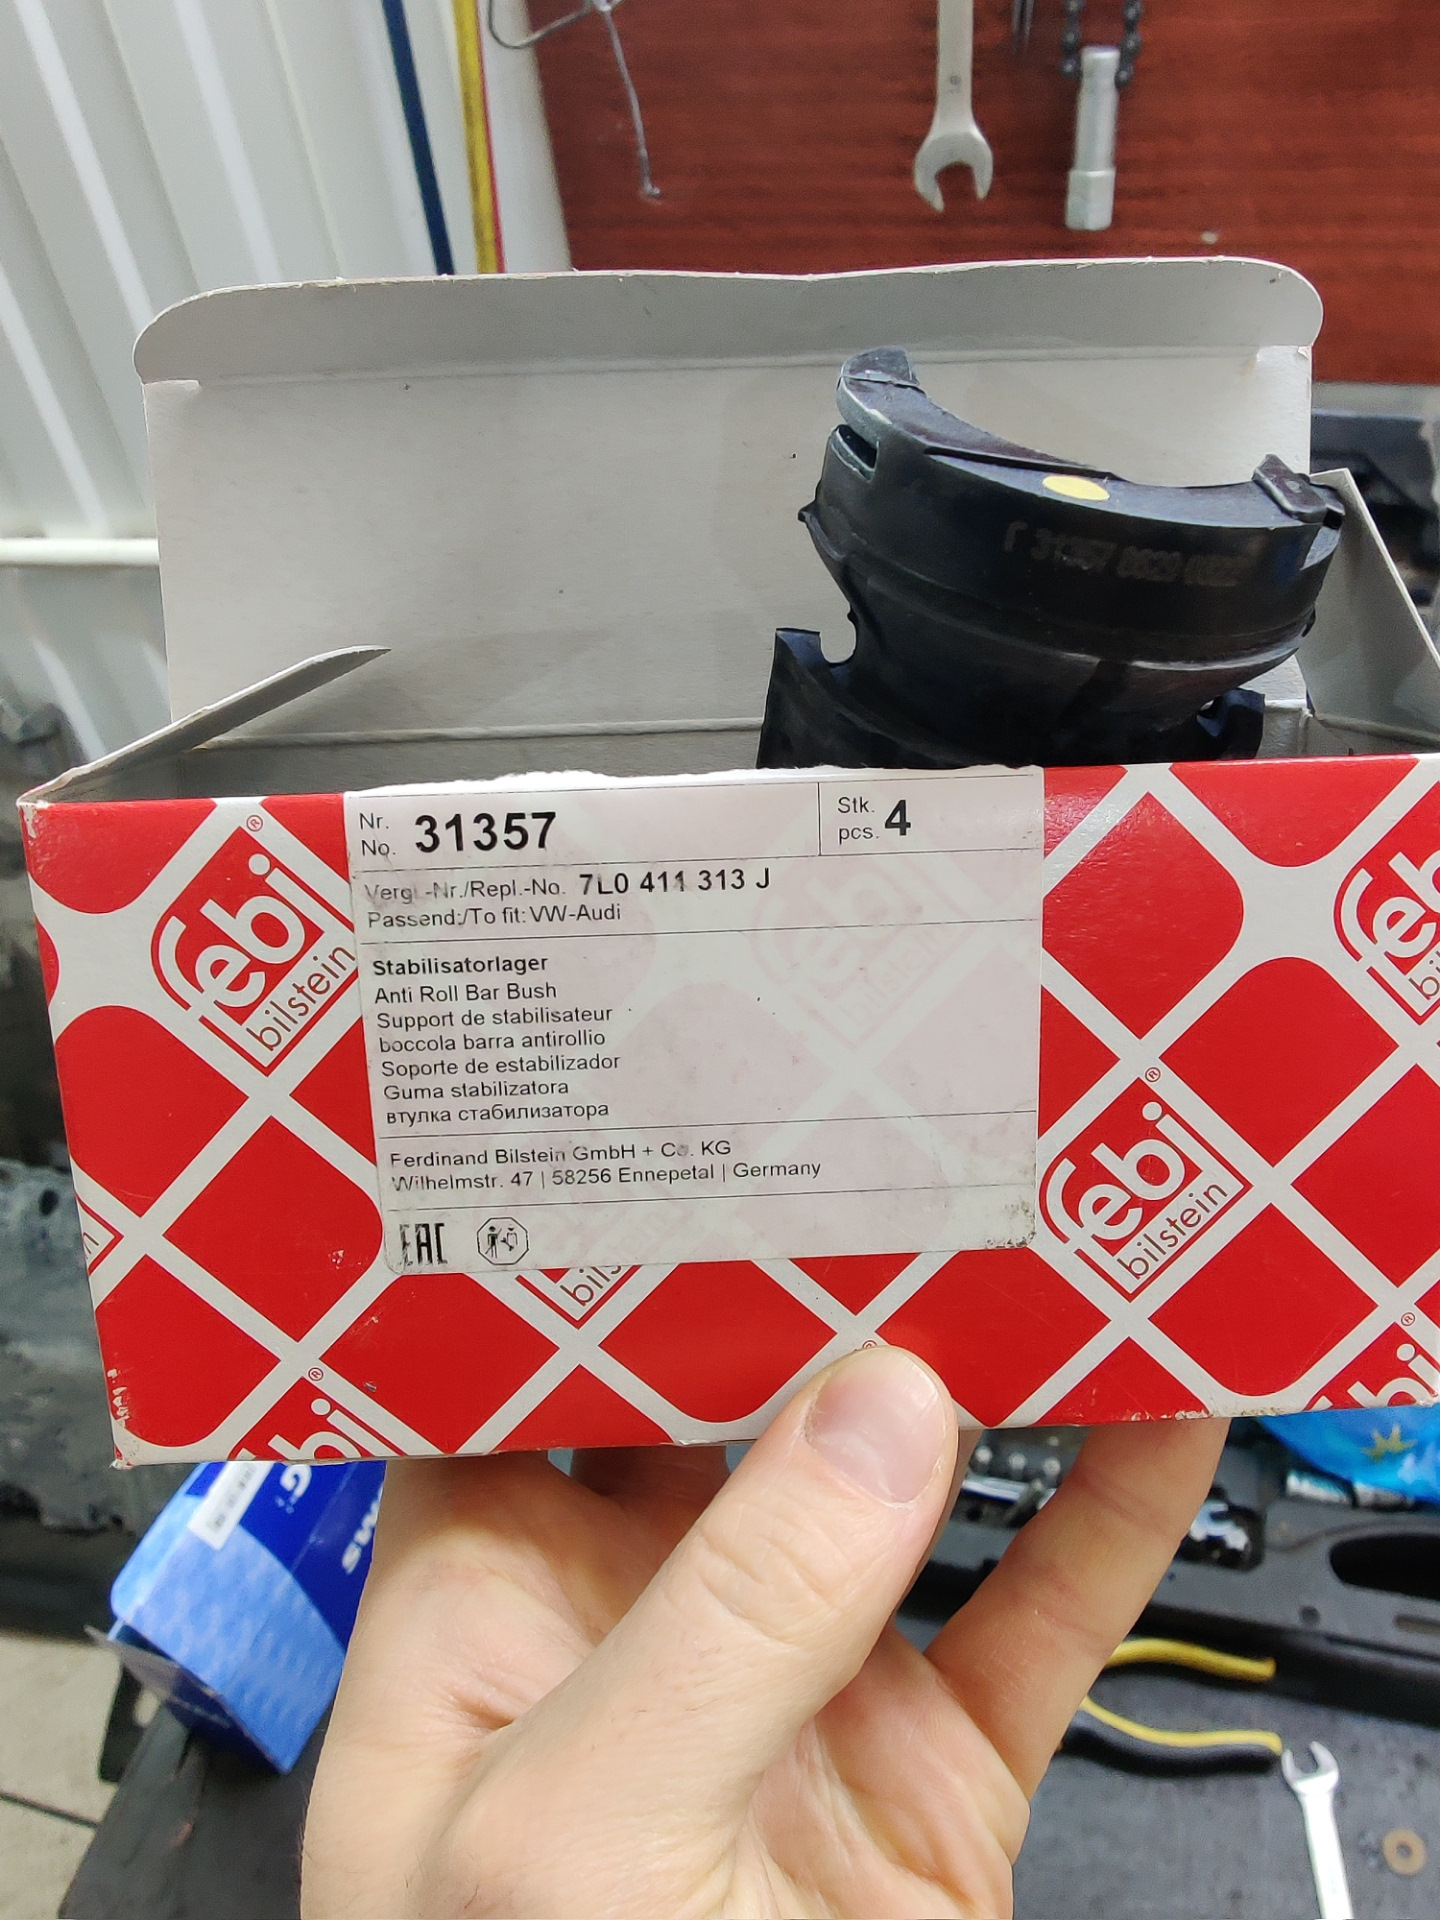 31357
Nr.
No. 31357
Stk.
pcs. 4
Vergl.-Nr./Repl.-No. 7L0 411 313 J
Passend:/To fit: VW-Audi
Stabilisatorlager
Anti Roll Bar Bush
Support de stabilisateur
boccola barra antirollio
Soporte de estabilizador
Guma stabilizatora
втулка стабилизатора
Ferdinand Bilstein GmbH + Co. KG
Wilhelmstr. 47 | 58256 Ennepetal | Germany
EAC
febi®
bilstein
febi
bilstein
febi®
bilstein
bilstein